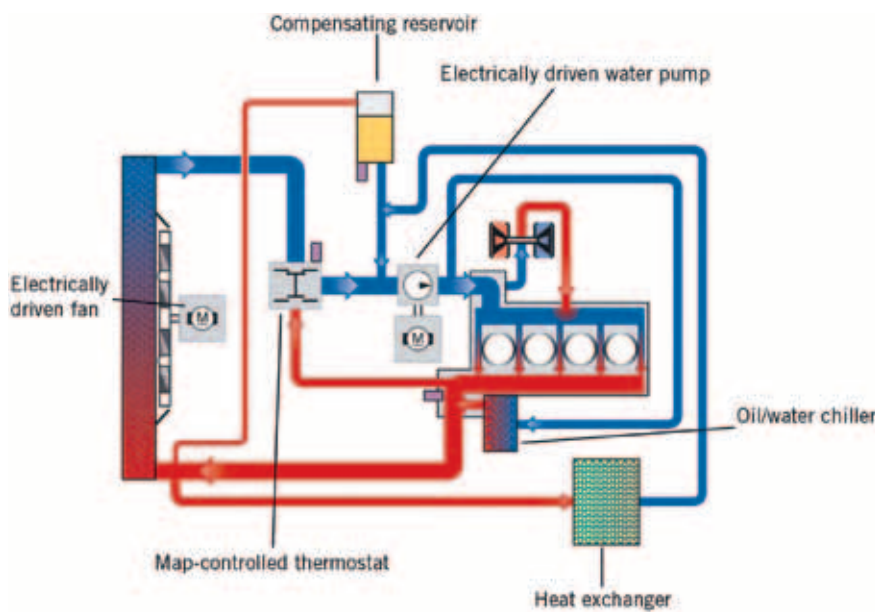 Compensating reservoir
Electrically driven water pump
Electrically
driven fan
M
M
Oil/water chiller
Map-controlled thermostat
Heat exchanger